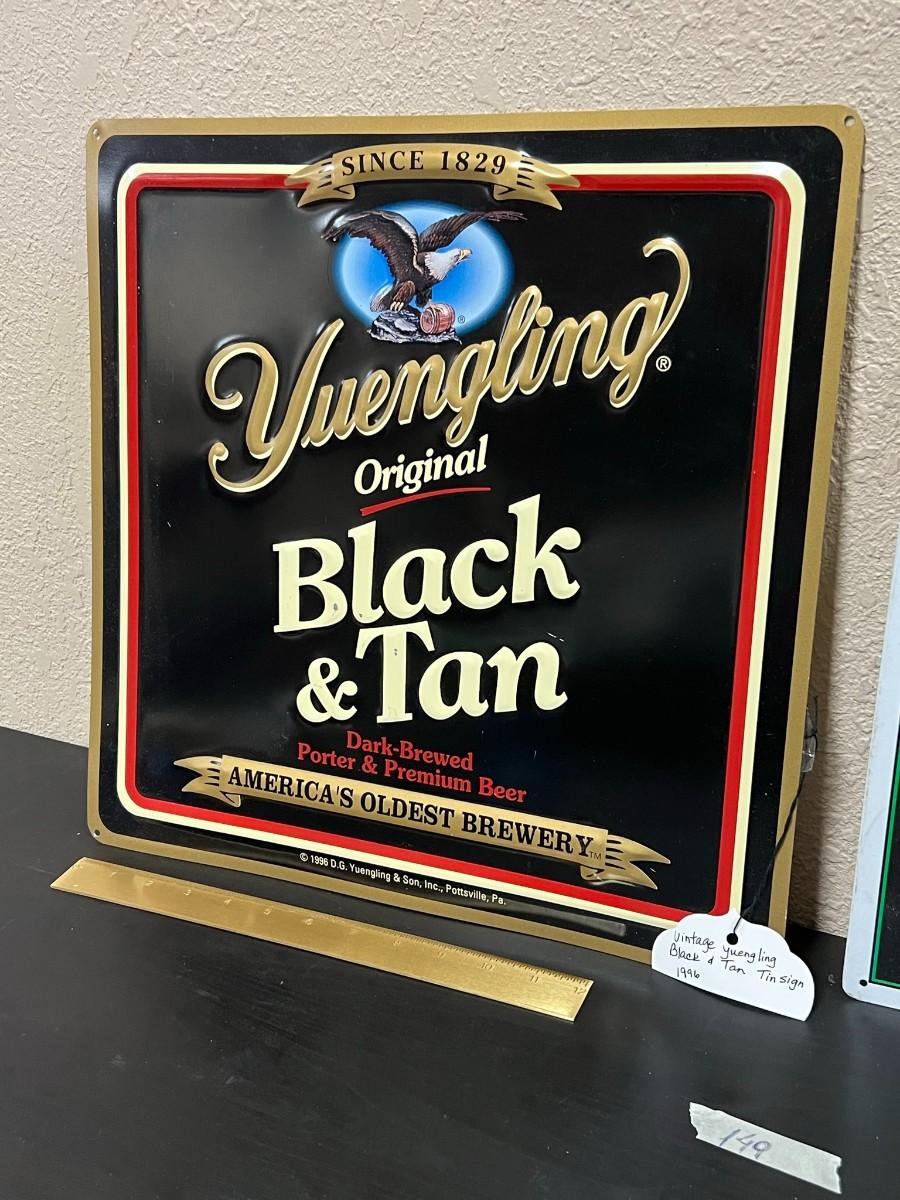 SINCE 1829
®
Yuengling®
Original
Black
& Tan
Dark-Brewed
Porter & Premium Beer
AMERICA'S OLDEST BREWERY™
© 1996 D.G. Yuengling & Son, Inc., Pottsville, Pa.
Vintage Yuengling
Black & Tan Tin sign
1996
149